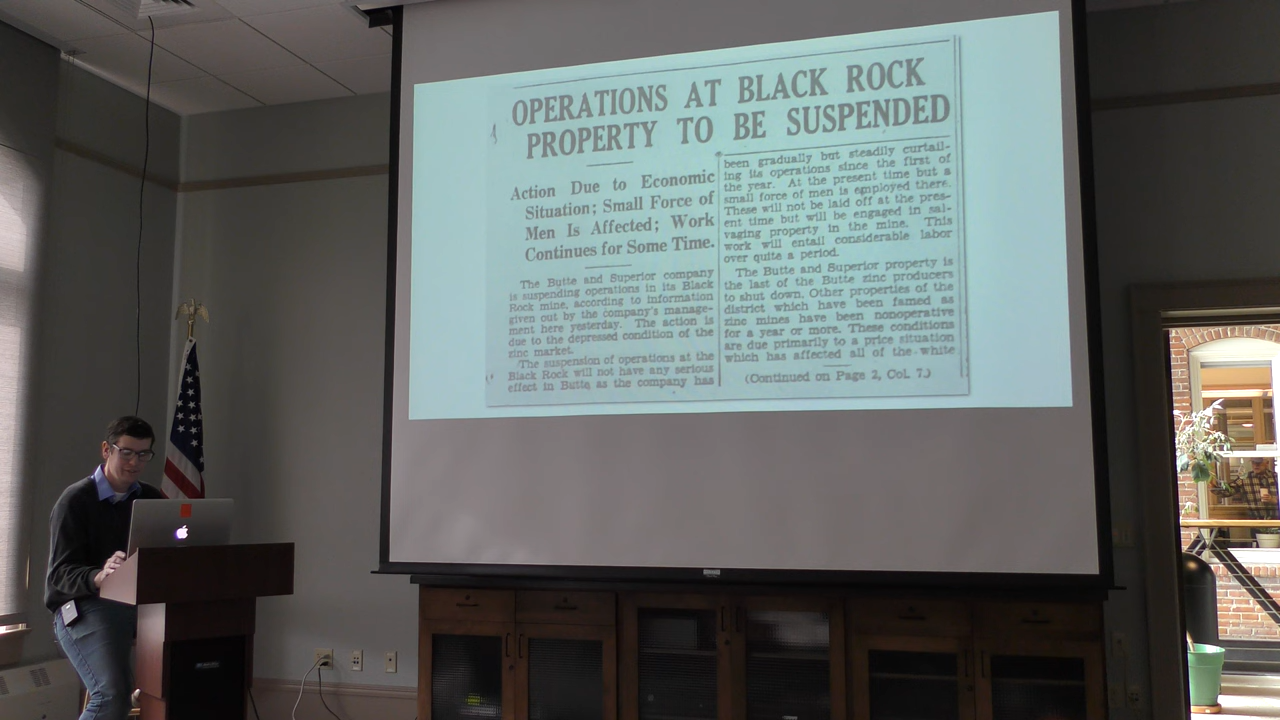 OPERATIONS AT BLACK ROCK
PROPERTY TO BE SUSPENDED
Action Due to Economic
Situation; Small Force of
Men Is Affected; Work
Continues for Some Time.
The Butte and Superior company
is suspending operations in its Black
Rock mine, according to information
given out by the company's manage-
ment here yesterday. The action is
due to the depressed condition of the
zinc market.
The suspension of operations at the
Black Rock will not have any serious
effect in Butte as the company has
been gradually but steadily curtail-
ing its operations since the first of
the year. At the present time but a
small force of men is employed there.
These will not be laid off at the pres-
ent time but will be engaged in sal-
vaging property in the mine. This
work will entail considerable labor
over quite a period.
The Butte and Superior property is
the last of the Butte zinc producers
to shut down. Other properties of the
district which have been famed as
zinc mines have been nonoperative
for a year or more. These conditions
are due primarily to a price situation
which has affected all of the white
(Continued on Page 2, Col. 7.)